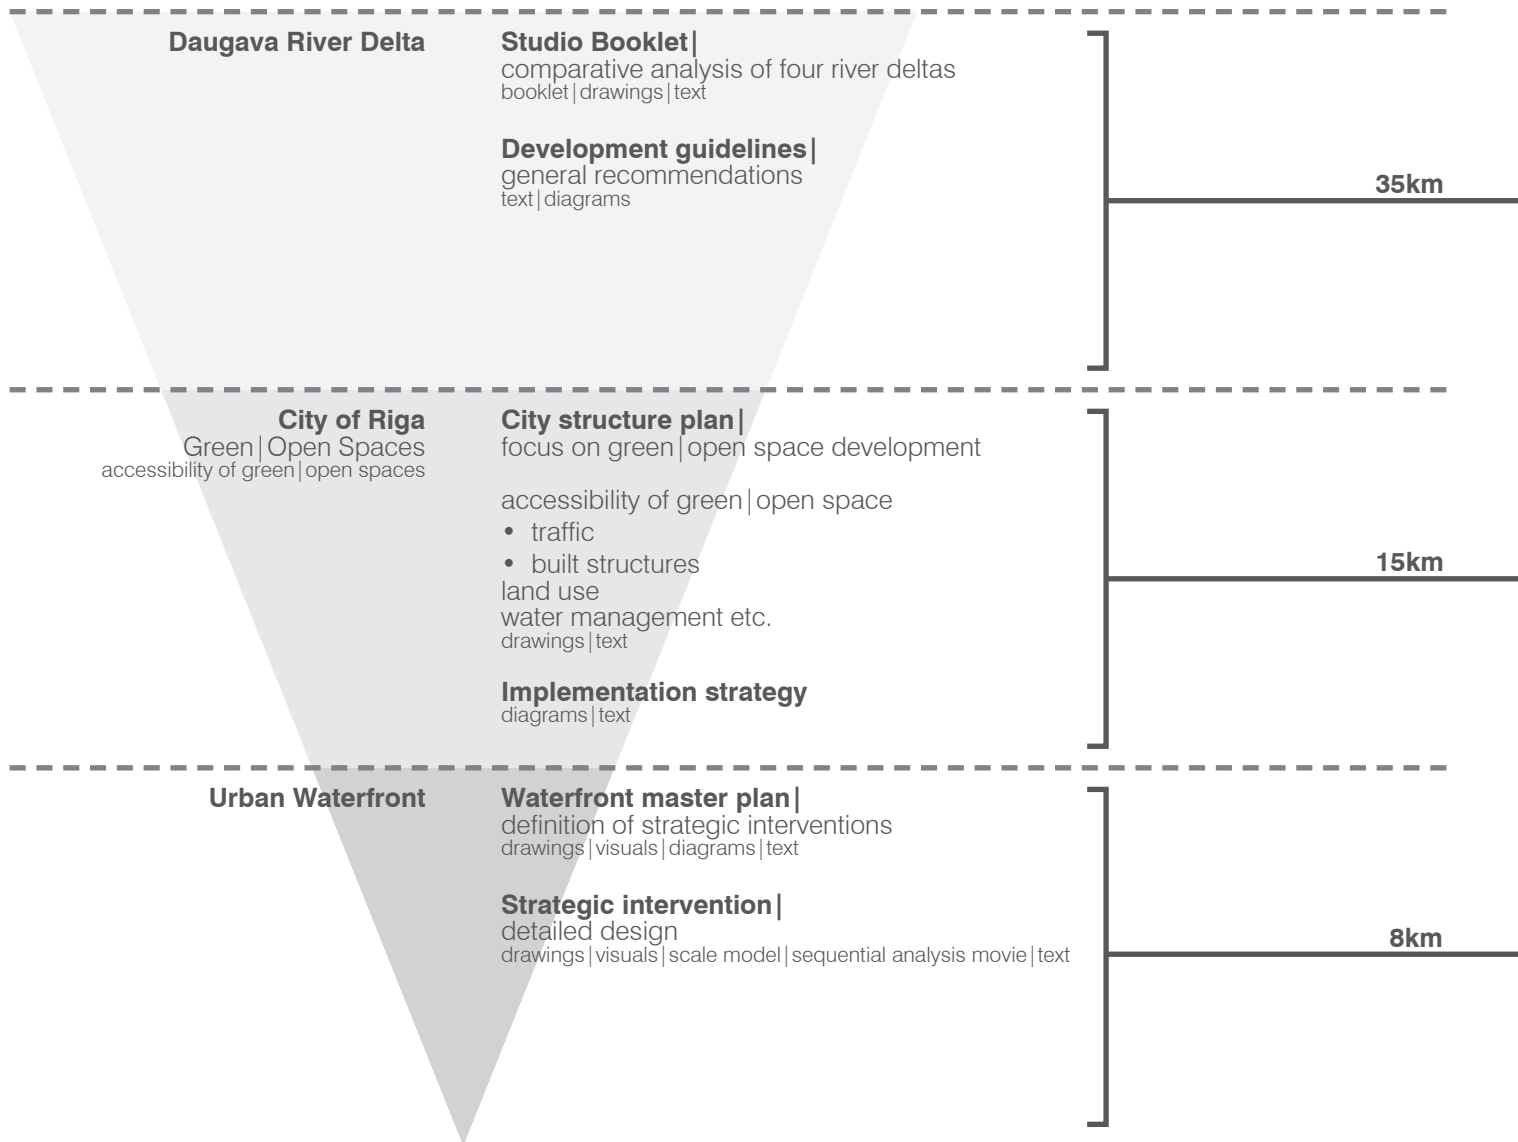 Daugava River Delta
Studio Booklet|
comparative analysis of four river deltas
booklet|drawings|text
Development guidelines|
general recommendations
text|diagrams
35km
City of Riga
Green|Open Spaces
accessibility of green|open spaces
City structure plan|
focus on green|open space development
accessibility of green|open space
• traffic
• built structures
land use
water management etc.
drawings|text
Implementation strategy
diagrams|text
15km
Urban Waterfront
Waterfront master plan|
definition of strategic interventions
drawings|visuals|diagrams|text
Strategic intervention|
detailed design
drawings|visuals|scale model|sequential analysis movie|text
8km